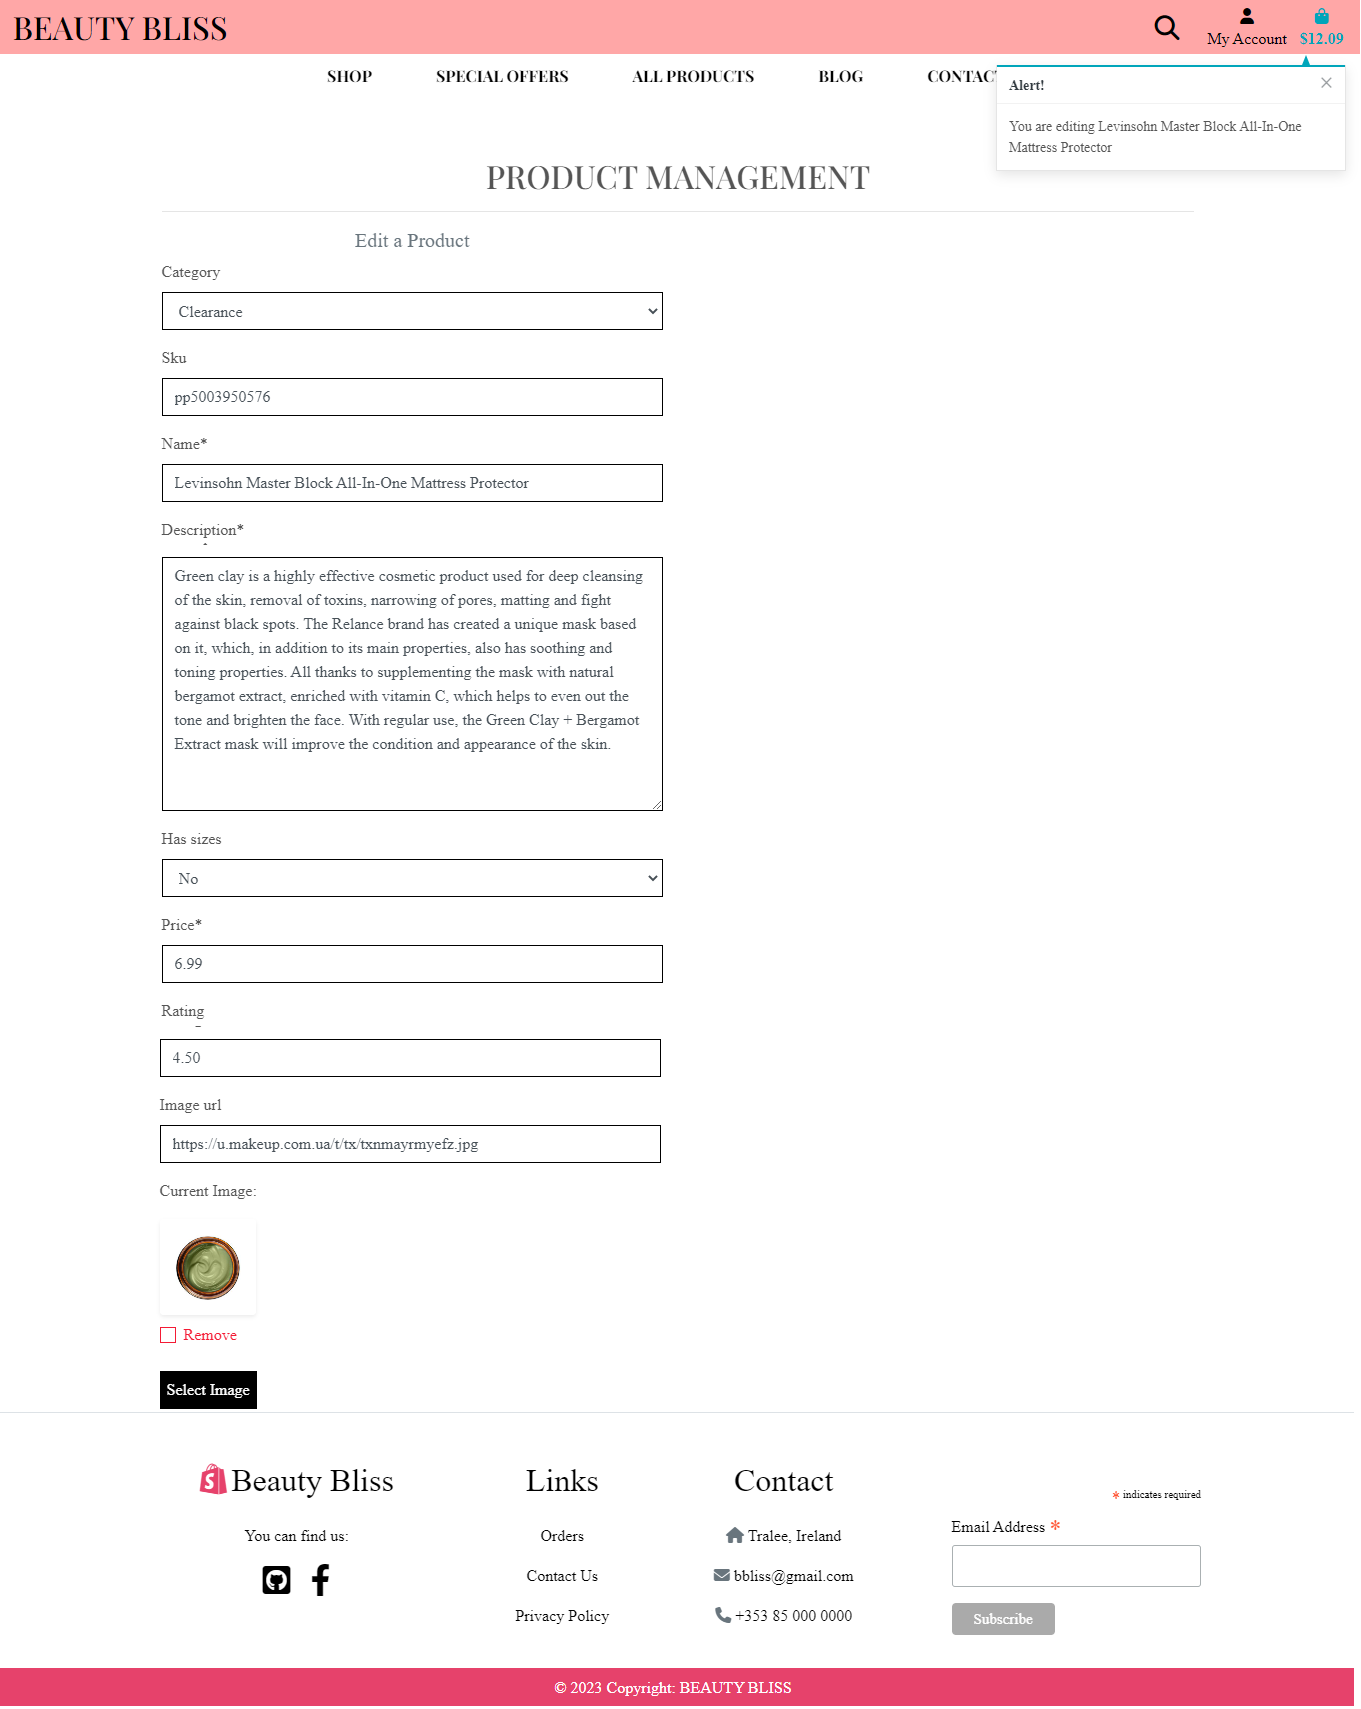 BEAUTY BLISS
My Account
$12.09
SHOP
SPECIAL OFFERS
ALL PRODUCTS
BLOG
CONTACT
Alert!
You are editing Levinsohn Master Block All-In-One
Mattress Protector
PRODUCT MANAGEMENT
Edit a Product
Category
Clearance
Sku
pp5003950576
Name*
Levinsohn Master Block All-In-One Mattress Protector
Description*
Green clay is a highly effective cosmetic product used for deep cleansing
of the skin, removal of toxins, narrowing of pores, matting and fight
against black spots. The Relance brand has created a unique mask based
on it, which, in addition to its main properties, also has soothing and
toning properties. All thanks to supplementing the mask with natural
bergamot extract, enriched with vitamin C, which helps to even out the
tone and brighten the face. With regular use, the Green Clay + Bergamot
Extract mask will improve the condition and appearance of the skin.
Has sizes
No
Price*
6.99
Rating
4.50
Image url
https://u.makeup.com.ua/t/tx/txnmayrmyefz.jpg
Current Image:
Remove
Select Image
Beauty Bliss
You can find us:
Links
Orders
Contact Us
Privacy Policy
Contact
Tralee, Ireland
bbliss@gmail.com
+353 85 000 0000
* indicates required
Email Address *
Subscribe
© 2023 Copyright: BEAUTY BLISS